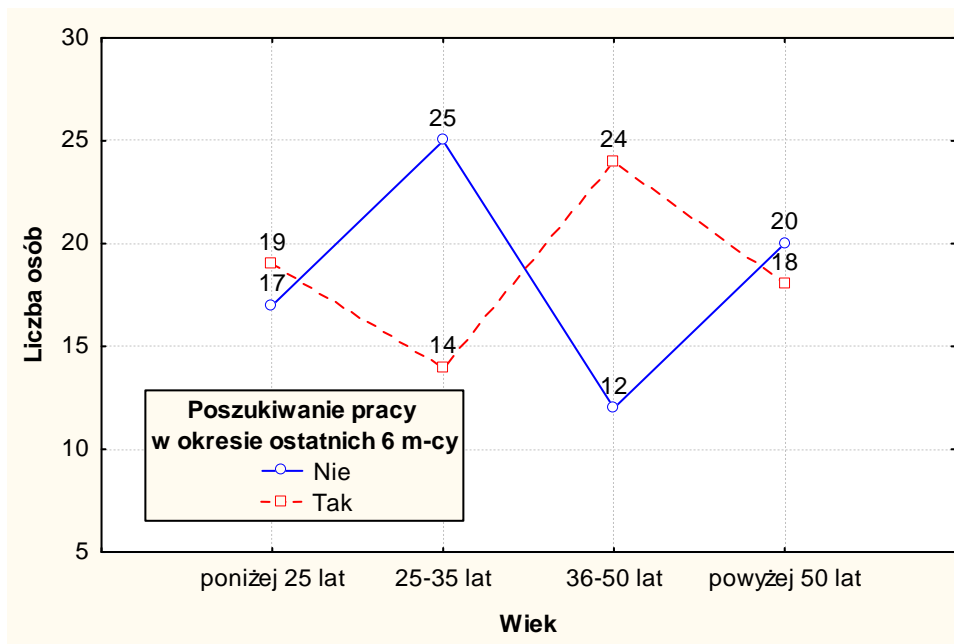 30
25
20
15
10
5
Liczba osób
19
17
25
14
24
12
20
18
Poszukiwanie pracy
w okresie ostatnich 6 m-cy
Nie
Tak
poniżej 25 lat
25-35 lat
36-50 lat
powyżej 50 lat
Wiek